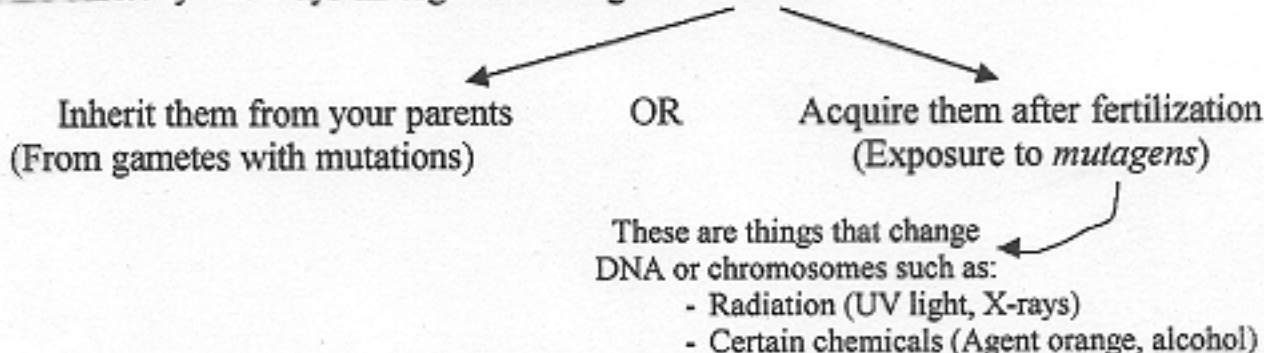 Inherit them from your parents OR Acquire them after fertilization
(From gametes with mutations) (Exposure to mutagens)
These are things that change
DNA or chromosomes such as:
- Radiation (UV light, X-rays)
- Certain chemicals (Agent orange, alcohol)